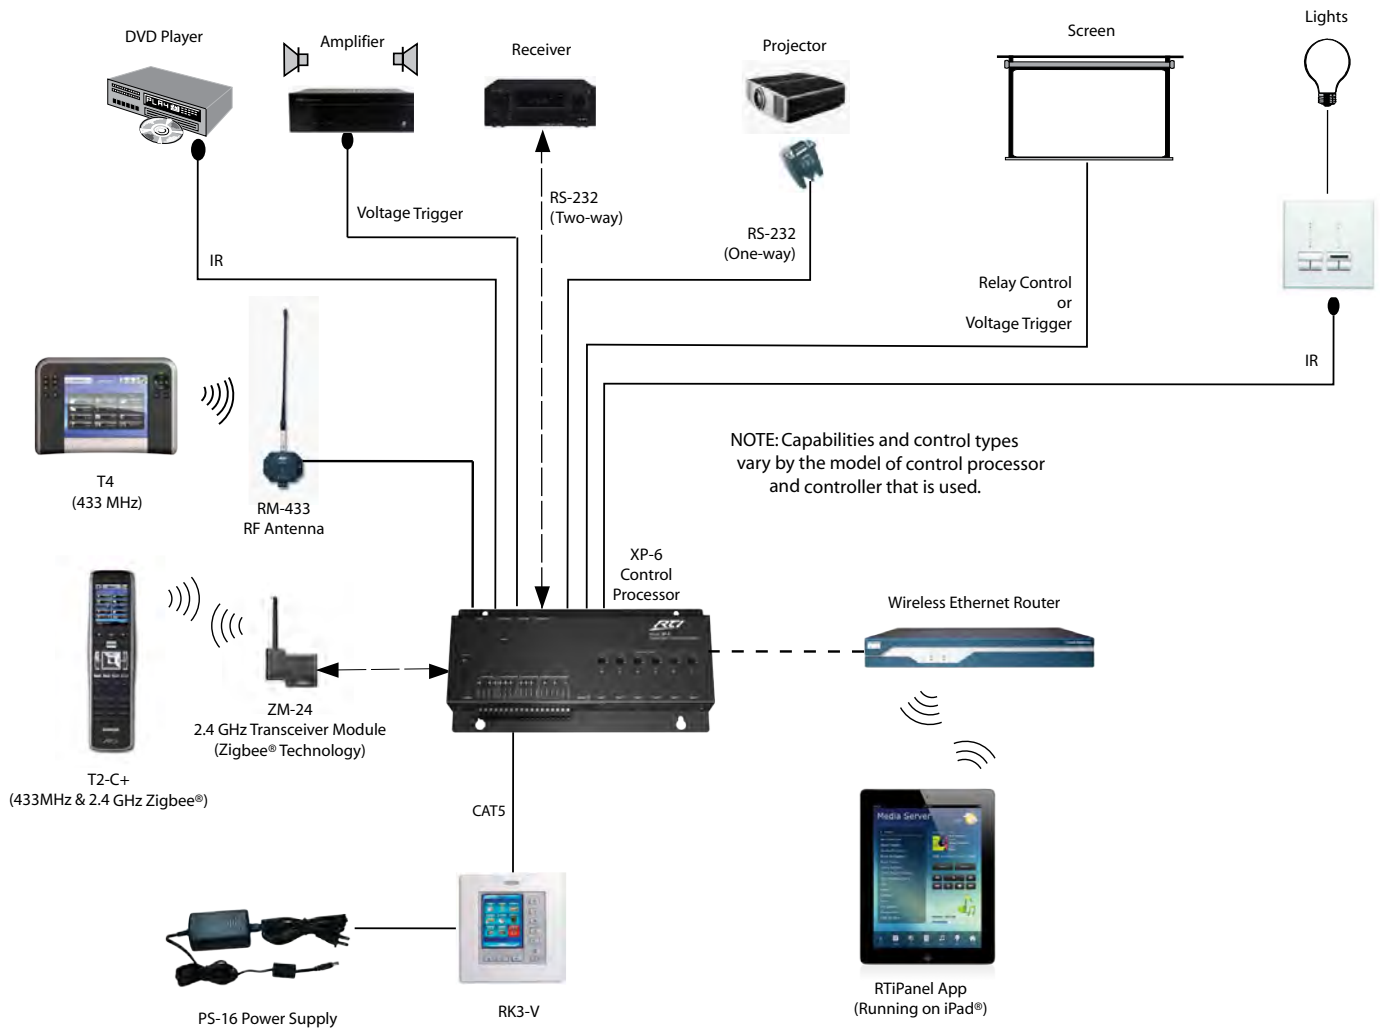 Lights
DVD Player
Amplifier
Receiver
Projector
Screen
PLAY
Voltage Trigger
RS-232
(Two-way)
RS-232
(One-way)
IR
Relay Control
or
Voltage Trigger
IR
T4
(433 MHz)
RM-433
RF Antenna
NOTE: Capabilities and control types
vary by the model of control processor
and controller that is used.
XP-6
Control
Processor
RTI
Wireless Ethernet Router
ZM-24
2.4 GHz Transceiver Module
(Zigbee® Technology)
T2-C+
(433MHz & 2.4 GHz Zigbee®)
CAT5
Media Server
RK3-V
PS-16 Power Supply
RTiPanel App
(Running on iPad®)